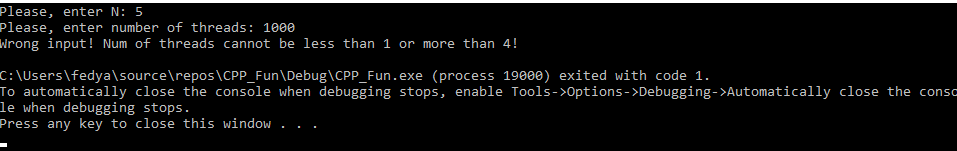 Please, enter N: 5
Please, enter number of threads: 1000
Wrong input! Num of threads cannot be less than 1 or more than 4!
C:\Users\fedya\source\repos\CPP_Fun\Debug\CPP_Fun.exe (process 19000) exited with code 1.
To automatically close the console when debugging stops, enable Tools->Options->Debugging->Automatically close the conso
le when debugging stops.
Press any key to close this window . . .